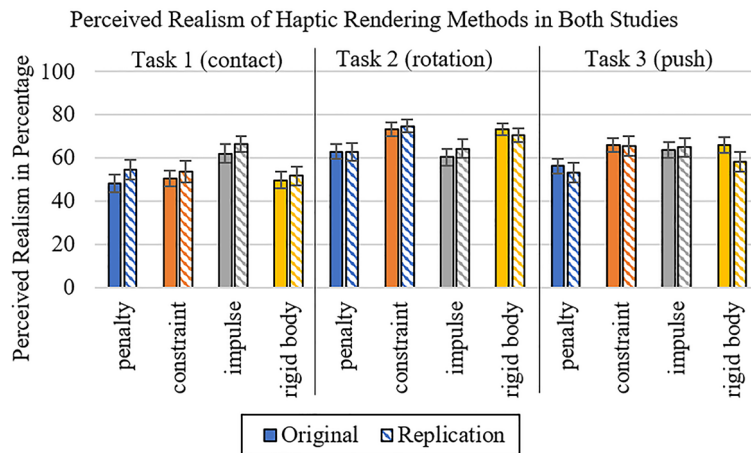 Perceived Realism of Haptic Rendering Methods in Both Studies
Perceived Realism in Percentage
Task 1 (contact) Task 2 (rotation) Task 3 (push)
100
80
60
40
20
0
penalty constraint impulse rigid body penalty constraint impulse rigid body penalty constraint impulse rigid body
Original Replication